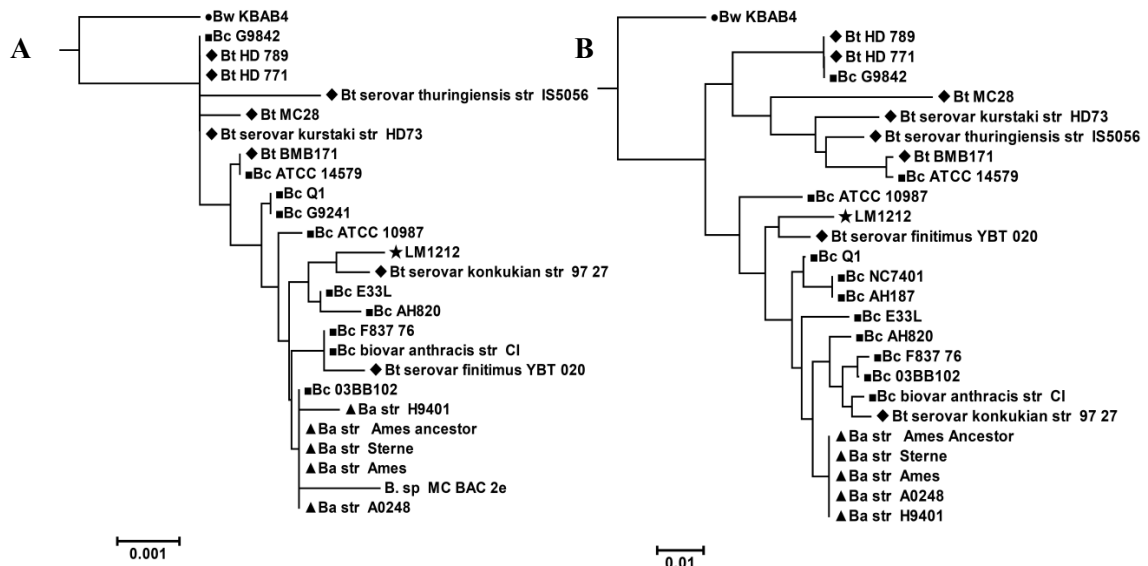 A
●Bw KBAB4
■Bc G9842
◆Bt HD 789
◆Bt HD 771
◆Bt serovar thuringiensis str IS5056
◆Bt MC28
◆Bt serovar kurstaki str HD73
◆Bt BMB171
■Bc ATCC 14579
■Bc Q1
■Bc G9241
■Bc ATCC 10987
★LM1212
◆Bt serovar konkukian str 97 27
■Bc E33L
■Bc AH820
■Bc F837 76
■Bc biovar anthracis str CI
◆Bt serovar finitimus YBT 020
■Bc 03BB102
▲Ba str H9401
▲Ba str Ames ancestor
▲Ba str Sterne
▲Ba str Ames
B. sp MC BAC 2e
▲Ba str A0248
0.001
B
●Bw KBAB4
◆Bt HD 789
◆Bt HD 771
■Bc G9842
◆Bt MC28
◆Bt serovar kurstaki str HD73
◆Bt serovar thuringiensis str IS5056
◆Bt BMB171
■Bc ATCC 14579
■Bc ATCC 10987
★LM1212
◆Bt serovar finitimus YBT 020
■Bc Q1
■Bc NC7401
■Bc AH187
■Bc E33L
■Bc AH820
■Bc F837 76
■Bc 03BB102
■Bc biovar anthracis str CI
◆Bt serovar konkukian str 97 27
▲Ba str Ames Ancestor
▲Ba str Sterne
▲Ba str Ames
▲Ba str A0248
▲Ba str H9401
0.01